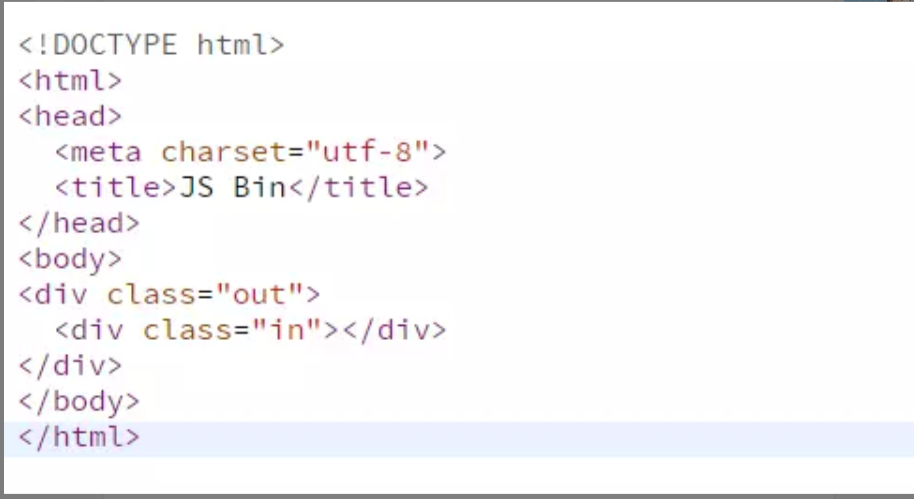 <!DOCTYPE html>
<html>
<head>
  <meta charset="utf-8">
  <title>JS Bin</title>
</head>
<body>
<div class="out">
  <div class="in"></div>
</div>
</body>
</html>